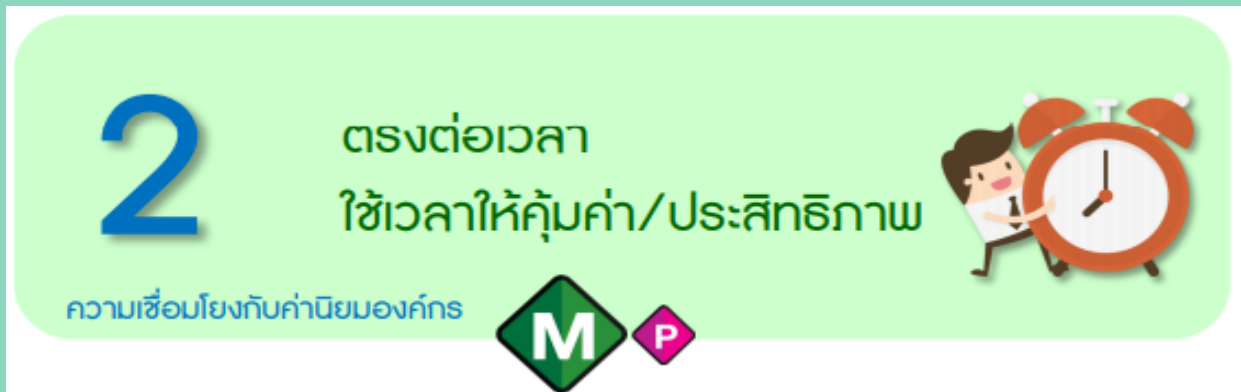 2
ตรงต่อเวลา
ใช้เวลาให้คุ้มค่า/ประสิทธิภาพ
ความเชื่อมโยงกับค่านิยมองค์กร
M P